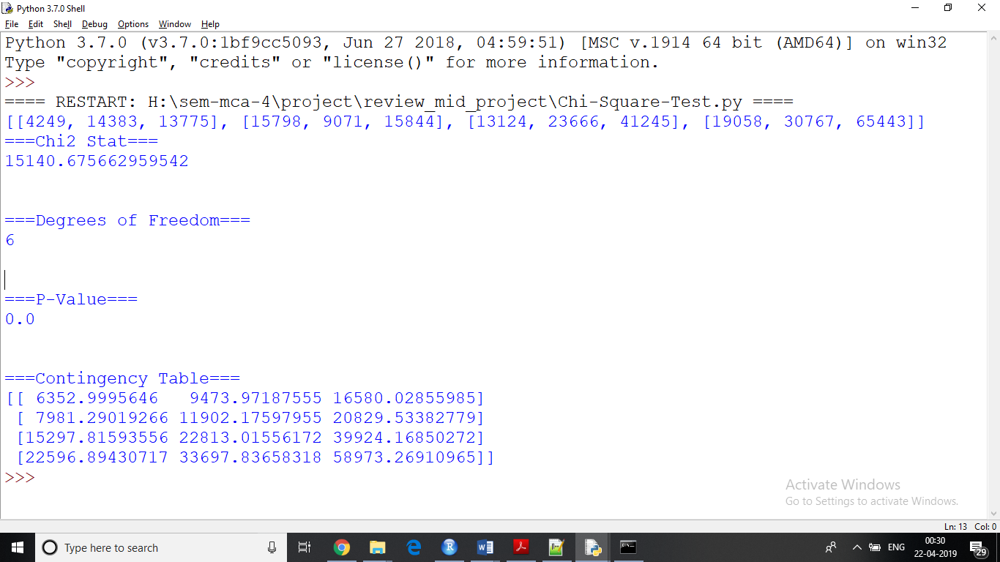 Python 3.7.0 Shell
File Edit Shell Debug Options Window Help
Python 3.7.0 (v3.7.0:1bf9cc5093, Jun 27 2018, 04:59:51) [MSC v.1914 64 bit (AMD64)] on win32
Type "copyright", "credits" or "license()" for more information.
>>>
==== RESTART: H:\sem-mca-4\project\review_mid_project\Chi-Square-Test.py ====
[[4249, 14383, 13775], [15798, 9071, 15844], [13124, 23666, 41245], [19058, 30767, 65443]]
===Chi2 Stat===
15140.675662959542
===Degrees of Freedom===
6
===P-Value===
0.0
===Contingency Table===
[[ 6352.9995646   9473.97187555 16580.02855985]
 [ 7981.29019266 11902.17597955 20829.53382779]
 [15297.81593556 22813.01556172 39924.16850272]
 [22596.89430717 33697.83658318 58973.26910965]]
>>>
Activate Windows
Go to Settings to activate Windows.
Ln: 13 Col: 0
Type here to search
ENG
00:30
22-04-2019
29